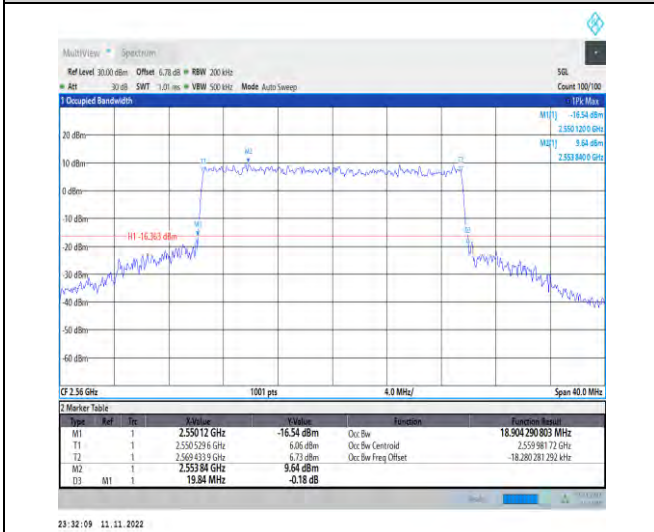 MultiView Spectrum
Ref Level 30.00 dBm Offset 6.78 dB RBW 200 kHz SGL
Att 30 dB SWT 1.01 ms VBW 500 kHz Mode Auto Sweep Count 100/100
1 Occupied Bandwidth 1Pk Max
M1[1] -16.54 dBm
2.550 120 0 GHz
M2[1] 9.64 dBm
2.553 840 0 GHz
20 dBm
M2
T1
T2
10 dBm
0 dBm
-10 dBm
M1
H1 -16.363 dBm
-20 dBm
-30 dBm
-40 dBm
-50 dBm
-60 dBm
CF 2.56 GHz 1001 pts 4.0 MHz/ Span 40.0 MHz
2 Marker Table
Type Ref Trc X-Value Y-Value Function Function Result
M1 1 2.55012 GHz -16.54 dBm Occ Bw 18.904 290 803 MHz
T1 1 2.550 529 6 GHz 6.06 dBm Occ Bw Centroid 2.559 981 72 GHz
T2 1 2.569 433 9 GHz 6.73 dBm Occ Bw Freq Offset -18.280 281 292 kHz
M2 1 2.553 84 GHz 9.64 dBm
D3 M1 1 19.84 MHz -0.18 dB
23:32:09 11.11.2022